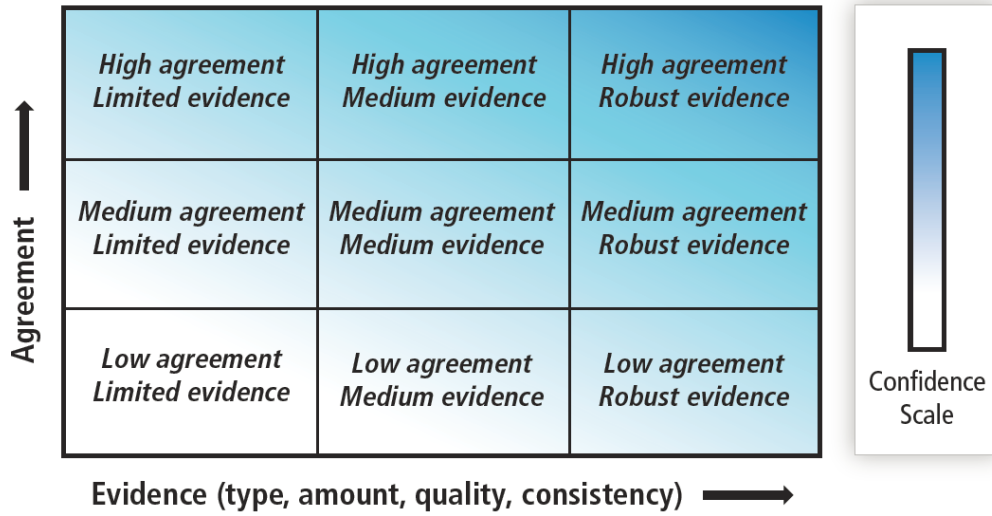 High agreement
Limited evidence
High agreement
Medium evidence
High agreement
Robust evidence
Medium agreement
Limited evidence
Medium agreement
Medium evidence
Medium agreement
Robust evidence
Low agreement
Limited evidence
Low agreement
Medium evidence
Low agreement
Robust evidence
Agreement
Evidence (type, amount, quality, consistency)
Confidence
Scale